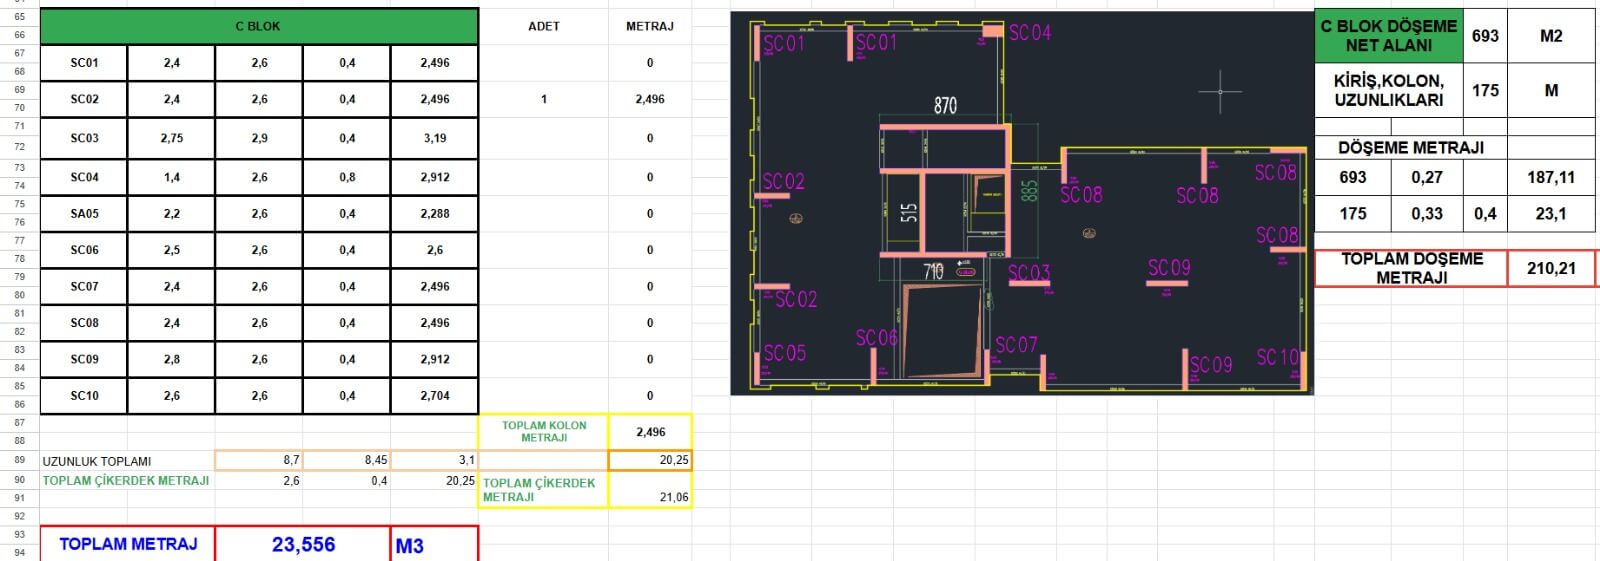 65
66
C BLOK ADET METRAJ
67
68
SC01 2,4 2,6 0,4 2,496 0
69
70
SC02 2,4 2,6 0,4 2,496 1 2,496
71
72
SC03 2,75 2,9 0,4 3,19 0
73
74
SC04 1,4 2,6 0,8 2,912 0
75
76
SA05 2,2 2,6 0,4 2,288 0
77
78
SC06 2,5 2,6 0,4 2,6 0
79
80
SC07 2,4 2,6 0,4 2,496 0
81
82
SC08 2,4 2,6 0,4 2,496 0
83
84
SC09 2,8 2,6 0,4 2,912 0
85
86
SC10 2,6 2,6 0,4 2,704 0
87
88
TOPLAM KOLON
METRAJI
2,496
89 UZUNLUK TOPLAMI 8,7 8,45 3,1 20,25
90 TOPLAM ÇİKERDEK METRAJI 2,6 0,4 20,25
91
TOPLAM ÇİKERDEK
METRAJI
21,06
92
93
94
TOPLAM METRAJ 23,556 M3
SC01
SC01
SC04
870
SC02
515
885
SC08
SC08
SC08
SC08
SC02
710
SC03
SC09
SC05
SC06
SC07
SC09
SC10
C BLOK DÖŞEME
NET ALANI
693 M2
KİRİŞ,KOLON,
UZUNLIKLARI
175 M
DÖŞEME METRAJI
693 0,27 187,11
175 0,33 0,4 23,1
TOPLAM DOŞEME
METRAJI
210,21